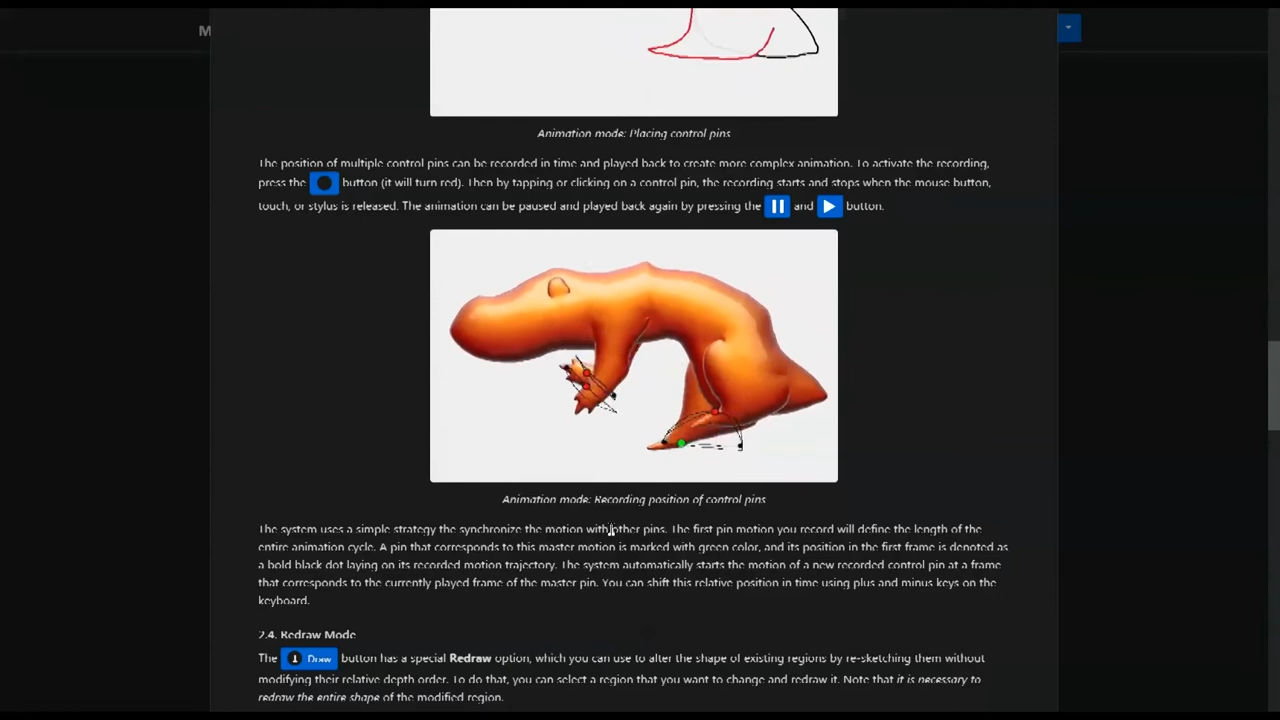 M
Animation mode: Placing control pins
The position of multiple control pins can be recorded in time and played back to create more complex animation. To activate the recording,
press the button (it will turn red). Then by tapping or clicking on a control pin, the recording starts and stops when the mouse button,
touch, or stylus is released. The animation can be paused and played back again by pressing the and button.
Animation mode: Recording position of control pins
The system uses a simple strategy the synchronize the motion with other pins. The first pin motion you record will define the length of the
entire animation cycle. A pin that corresponds to this master motion is marked with green color, and its position in the first frame is denoted as
a bold black dot laying on its recorded motion trajectory. The system automatically starts the motion of a new recorded control pin at a frame
that corresponds to the currently played frame of the master pin. You can shift this relative position in time using plus and minus keys on the
keyboard.
2.4. Redraw Mode
The Draw button has a special Redraw option, which you can use to alter the shape of existing regions by re-sketching them without
modifying their relative depth order. To do that, you can select a region that you want to change and redraw it. Note that it is necessary to
redraw the entire shape of the modified region.